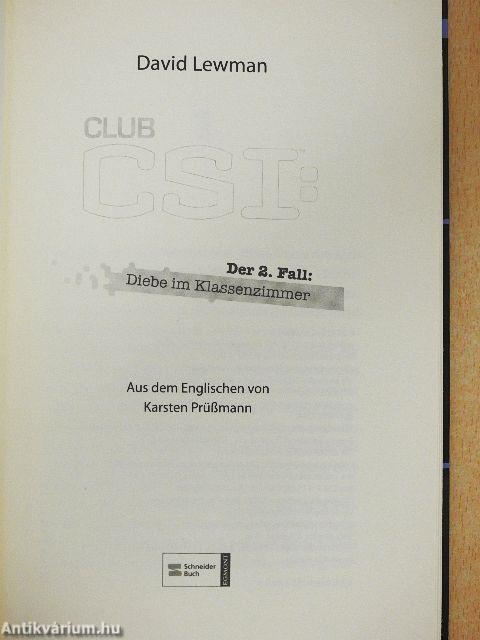 David Lewman
CLUB
CSI:
Der 2. Fall:
Diebe im Klassenzimmer
Aus dem Englischen von
Karsten Prüßmann
Schneider
Buch
EGMONT
Antikvárium.hu